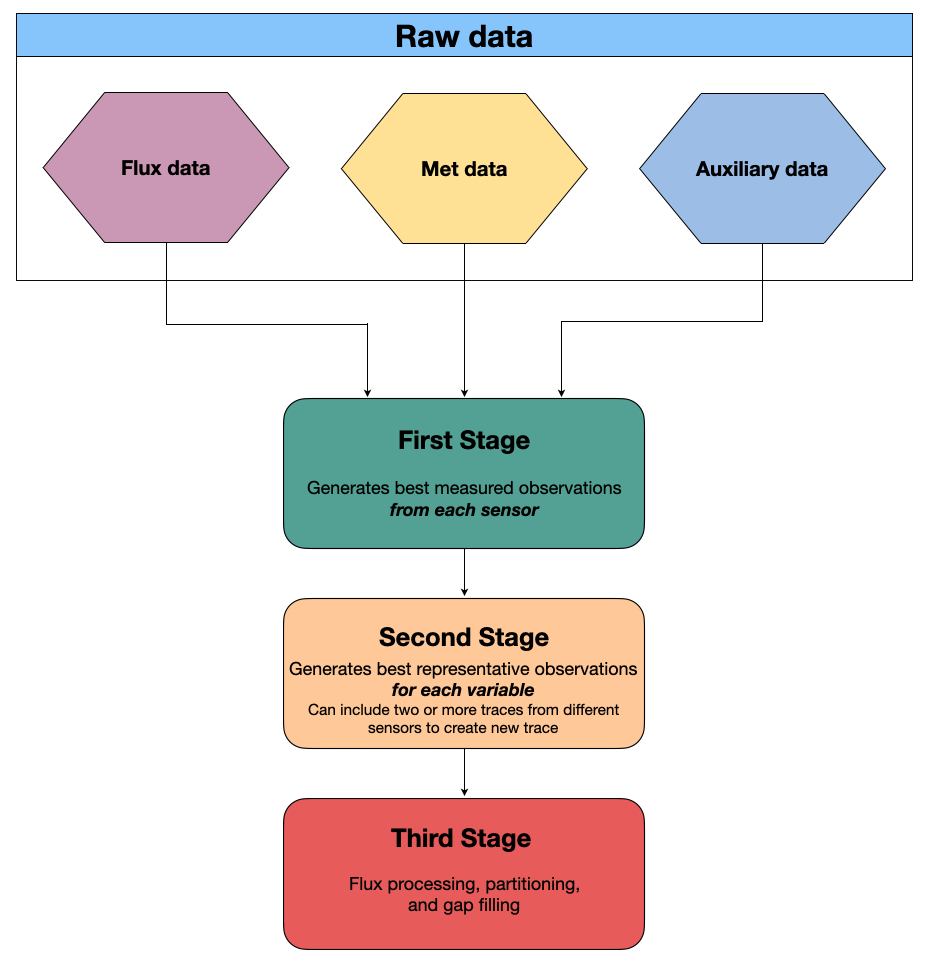 Raw data
Flux data
Met data
Auxiliary data
First Stage
Generates best measured observations
from each sensor
Second Stage
Generates best representative observations
for each variable
Can include two or more traces from different
sensors to create new trace
Third Stage
Flux processing, partitioning,
and gap filling